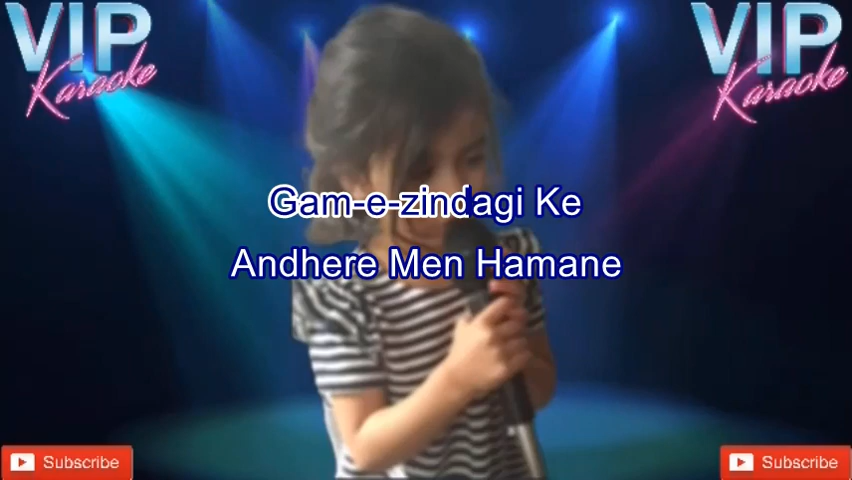 VIP
Karaoke
VIP
Karaoke
Gam-e-zindagi Ke
Andhere Men Hamane
Subscribe
Subscribe